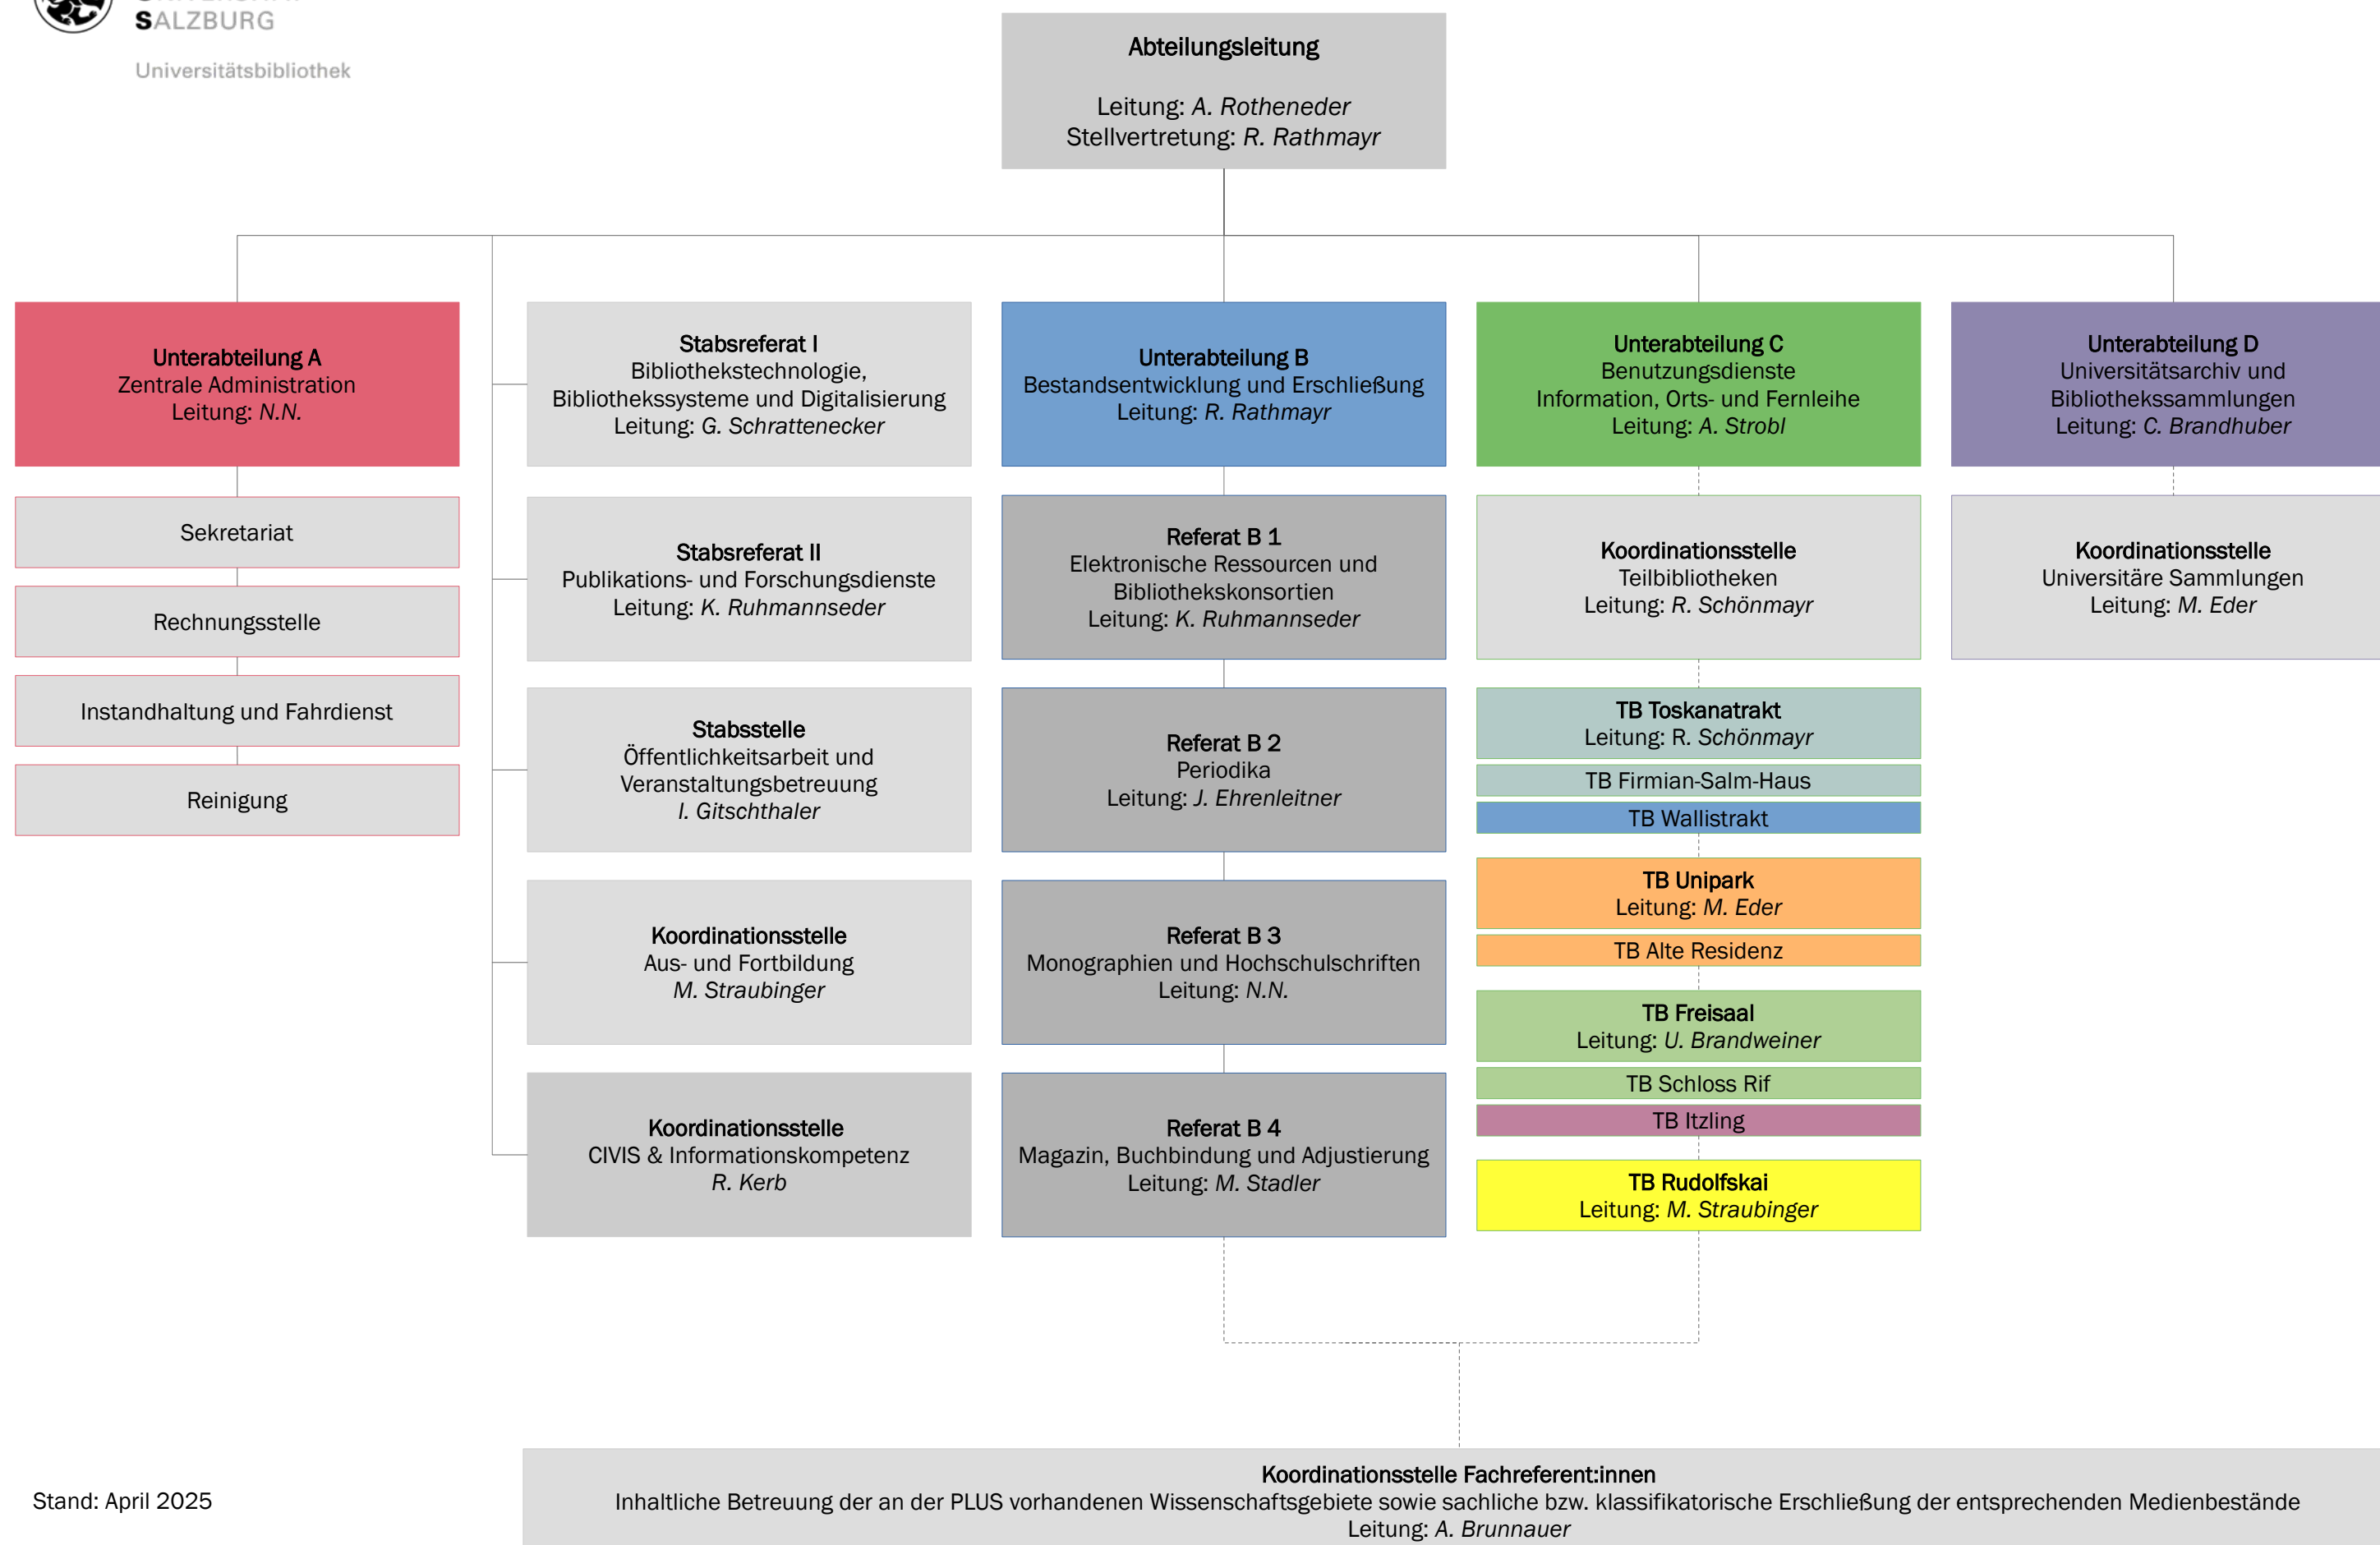 SALZBURG
Universitätsbibliothek
Abteilungsleitung
Leitung: A. Rotheneder
Stellvertretung: R. Rathmayr
Unterabteilung A
Zentrale Administration
Leitung: N.N.
Sekretariat
Rechnungsstelle
Instandhaltung und Fahrdienst
Reinigung
Stabsreferat I
Bibliothekstechnologie,
Bibliothekssysteme und Digitalisierung
Leitung: G. Schrattenecker
Stabsreferat II
Publikations- und Forschungsdienste
Leitung: K. Ruhmannseder
Stabsstelle
Öffentlichkeitsarbeit und
Veranstaltungsbetreuung
I. Gitschthaler
Koordinationsstelle
Aus- und Fortbildung
M. Straubinger
Koordinationsstelle
CIVIS & Informationskompetenz
R. Kerb
Unterabteilung B
Bestandsentwicklung und Erschließung
Leitung: R. Rathmayr
Referat B 1
Elektronische Ressourcen und
Bibliothekskonsortien
Leitung: K. Ruhmannseder
Referat B 2
Periodika
Leitung: J. Ehrenleitner
Referat B 3
Monographien und Hochschulschriften
Leitung: N.N.
Referat B 4
Magazin, Buchbindung und Adjustierung
Leitung: M. Stadler
Unterabteilung C
Benutzungsdienste
Information, Orts- und Fernleihe
Leitung: A. Strobl
Koordinationsstelle
Teilbibliotheken
Leitung: R. Schönmayr
TB Toskanatrakt
Leitung: R. Schönmayr
TB Firmian-Salm-Haus
TB Wallistrakt
TB Unipark
Leitung: M. Eder
TB Alte Residenz
TB Freisaal
Leitung: U. Brandweiner
TB Schloss Rif
TB Itzling
TB Rudolfskai
Leitung: M. Straubinger
Unterabteilung D
Universitätsarchiv und
Bibliothekssammlungen
Leitung: C. Brandhuber
Koordinationsstelle
Universitäre Sammlungen
Leitung: M. Eder
Koordinationsstelle Fachreferent:innen
Inhaltliche Betreuung der an der PLUS vorhandenen Wissenschaftsgebiete sowie sachliche bzw. klassifikatorische Erschließung der entsprechenden Medienbestände
Leitung: A. Brunnauer
Stand: April 2025